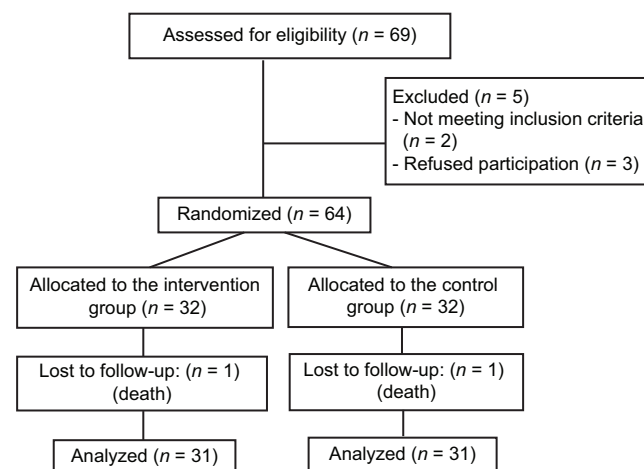 Assessed for eligibility (n = 69)
Excluded (n = 5)
- Not meeting inclusion criteria
(n = 2)
- Refused participation (n = 3)
Randomized (n = 64)
Allocated to the intervention
group (n = 32)
Allocated to the control
group (n = 32)
Lost to follow-up: (n = 1)
(death)
Lost to follow-up: (n = 1)
(death)
Analyzed (n = 31)
Analyzed (n = 31)